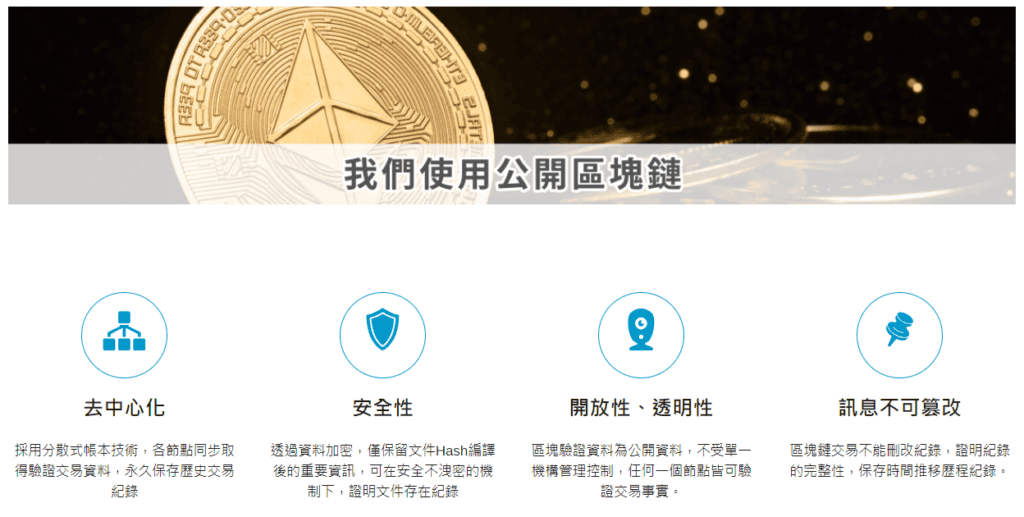 我們使用公開區塊鏈
去中心化
採用分散式帳本技術，各節點同步取
得驗證交易資料，永久保存歷史交易
紀錄
安全性
透過資料加密，僅保留文件Hash編譯
後的重要資訊，可在安全不洩密的機
制下，證明文件存在紀錄
開放性、透明性
區塊驗證資料為公開資料，不受單一
機構管理控制，任何一個節點皆可驗
證交易事實。
訊息不可篡改
區塊鏈交易不能刪改紀錄，證明紀錄
的完整性，保存時間推移歷程紀錄。